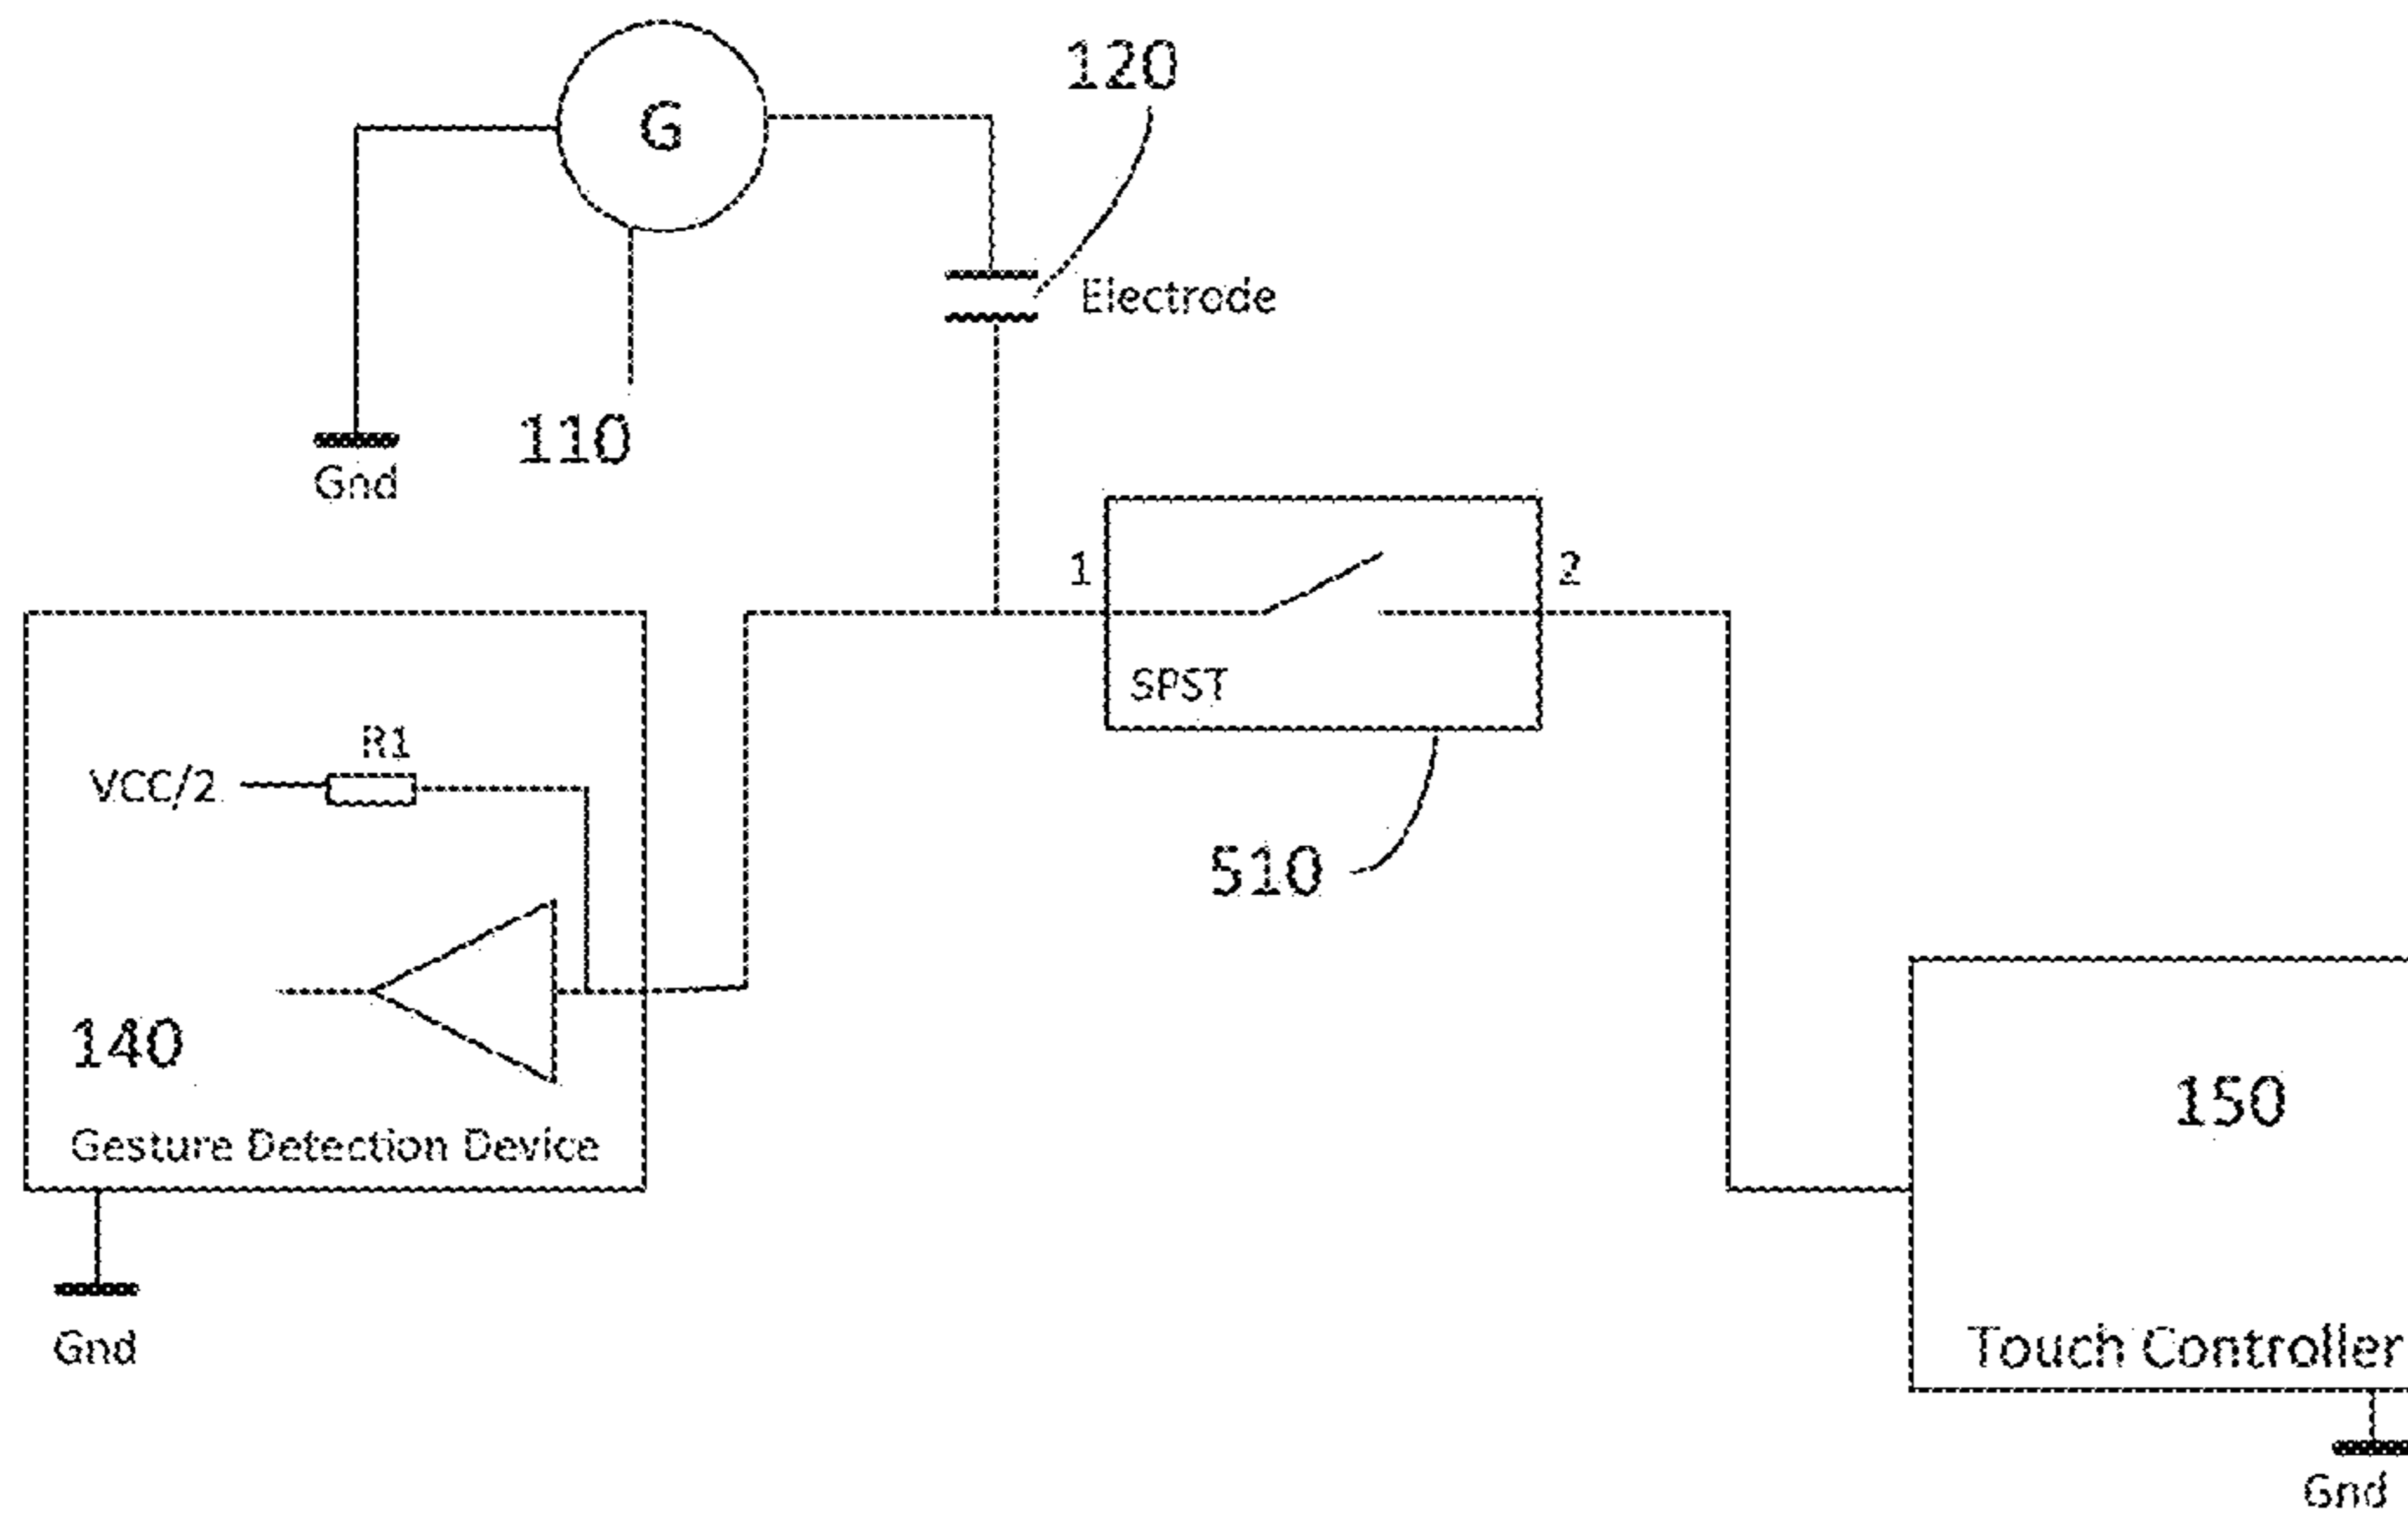 120
G
Electrode
110
Gnd
1
2
SPST
R1
VCC/2
510
140
150
Gesture Detection Device
Gnd
Touch Controller
Gnd